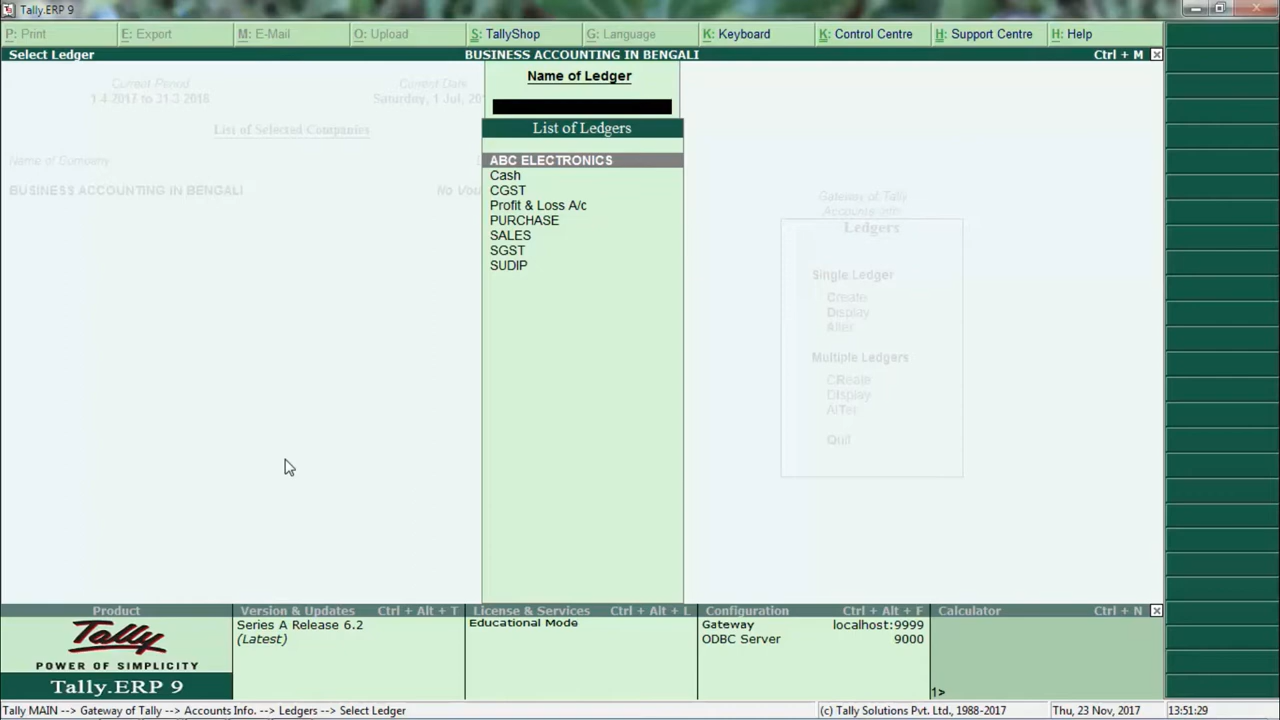 Tally.ERP 9
P: Print
E: Export
M: E-Mail
O: Upload
S: TallyShop
G: Language
K: Keyboard
K: Control Centre
H: Support Centre
H: Help
Select Ledger
BUSINESS ACCOUNTING IN BENGALI
Ctrl + M
Current Period
1-4-2017 to 31-3-2018
Current Date
Saturday, 1 Jul, 20
List of Selected Companies
Name of Company
BUSINESS ACCOUNTING IN BENGALI
No Vou
Name of Ledger
List of Ledgers
ABC ELECTRONICS
Cash
CGST
Profit & Loss A/c
PURCHASE
SALES
SGST
SUDIP
Gateway of Tally
Accounts Info.
Ledgers
Single Ledger
Create
Display
Alter
Multiple Ledgers
CReate
DIsplay
AlTer
Quit
Product
Tally
POWER OF SIMPLICITY
Tally.ERP 9
Version & Updates Ctrl + Alt + T
Series A Release 6.2
(Latest)
License & Services Ctrl + Alt + L
Educational Mode
Configuration Ctrl + Alt + F
Gateway localhost:9999
ODBC Server 9000
Calculator Ctrl + N
1>
Tally MAIN --> Gateway of Tally --> Accounts Info. --> Ledgers --> Select Ledger
(c) Tally Solutions Pvt. Ltd., 1988-2017
Thu, 23 Nov, 2017
13:51:29